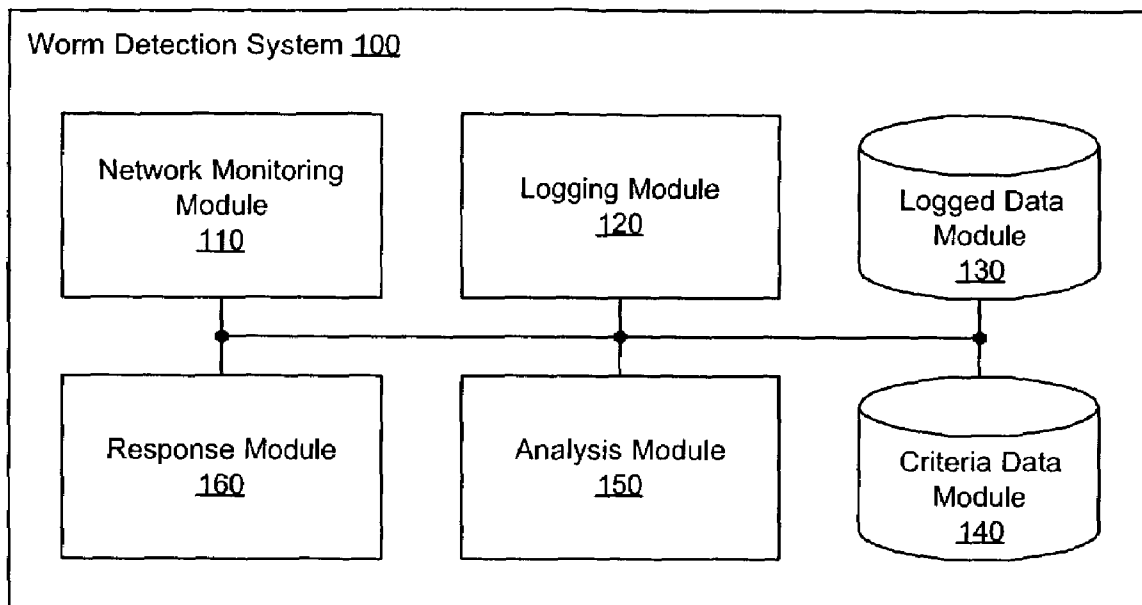 Worm Detection System 100
Network Monitoring
Module
110
Logging Module
120
Logged Data
Module
130
Response Module
160
Analysis Module
150
Criteria Data
Module
140